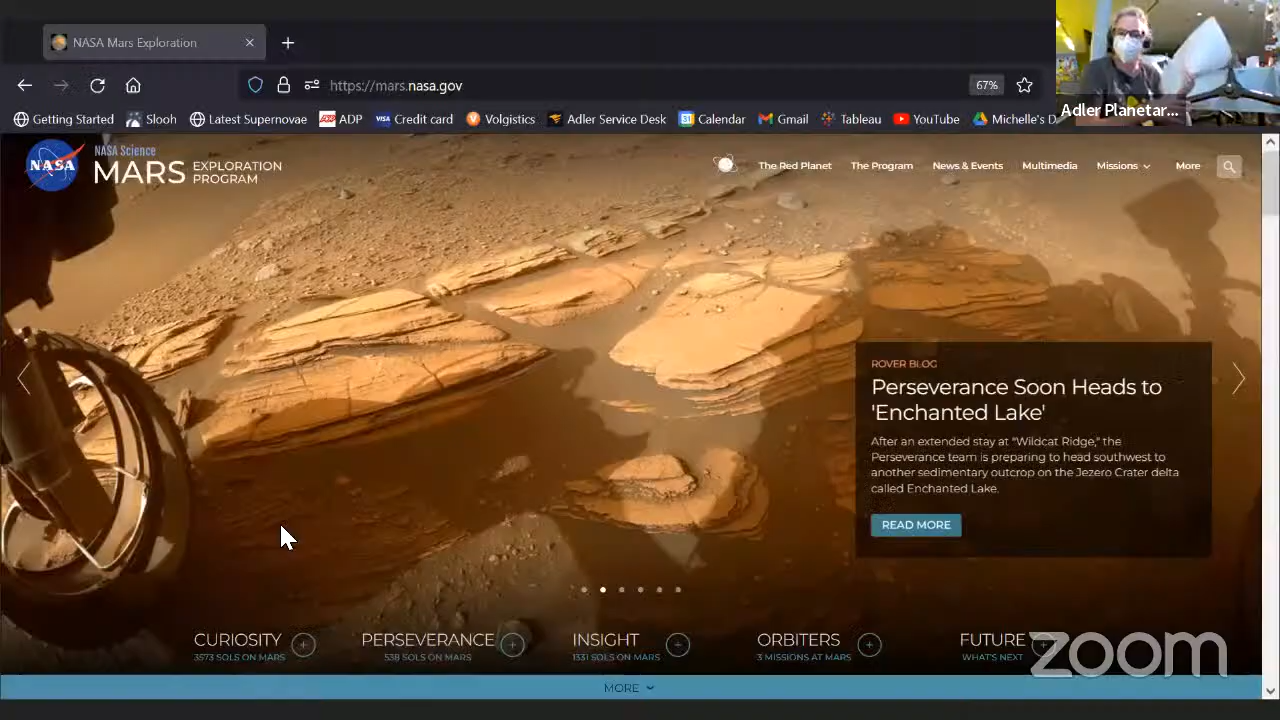 NASA Mars Exploration
https://mars.nasa.gov
67%
Getting Started Slooh Latest Supernovae ADP VISA Credit card Volgistics Adler Service Desk 31 Calendar Gmail Tableau YouTube Michelle's D
Adler Planetar...
NASA
NASA Science
MARS EXPLORATION
PROGRAM
The Red Planet The Program News & Events Multimedia Missions More
ROVER BLOG
Perseverance Soon Heads to
'Enchanted Lake'
After an extended stay at "Wildcat Ridge," the
Perseverance team is preparing to head southwest to
another sedimentary outcrop on the Jezero Crater delta
called Enchanted Lake.
READ MORE
CURIOSITY PERSEVERANCE INSIGHT ORBITERS FUTURE
3573 SOLS ON MARS 538 SOLS ON MARS 1331 SOLS ON MARS 3 MISSIONS AT MARS WHAT'S NEXT
zoom
MORE